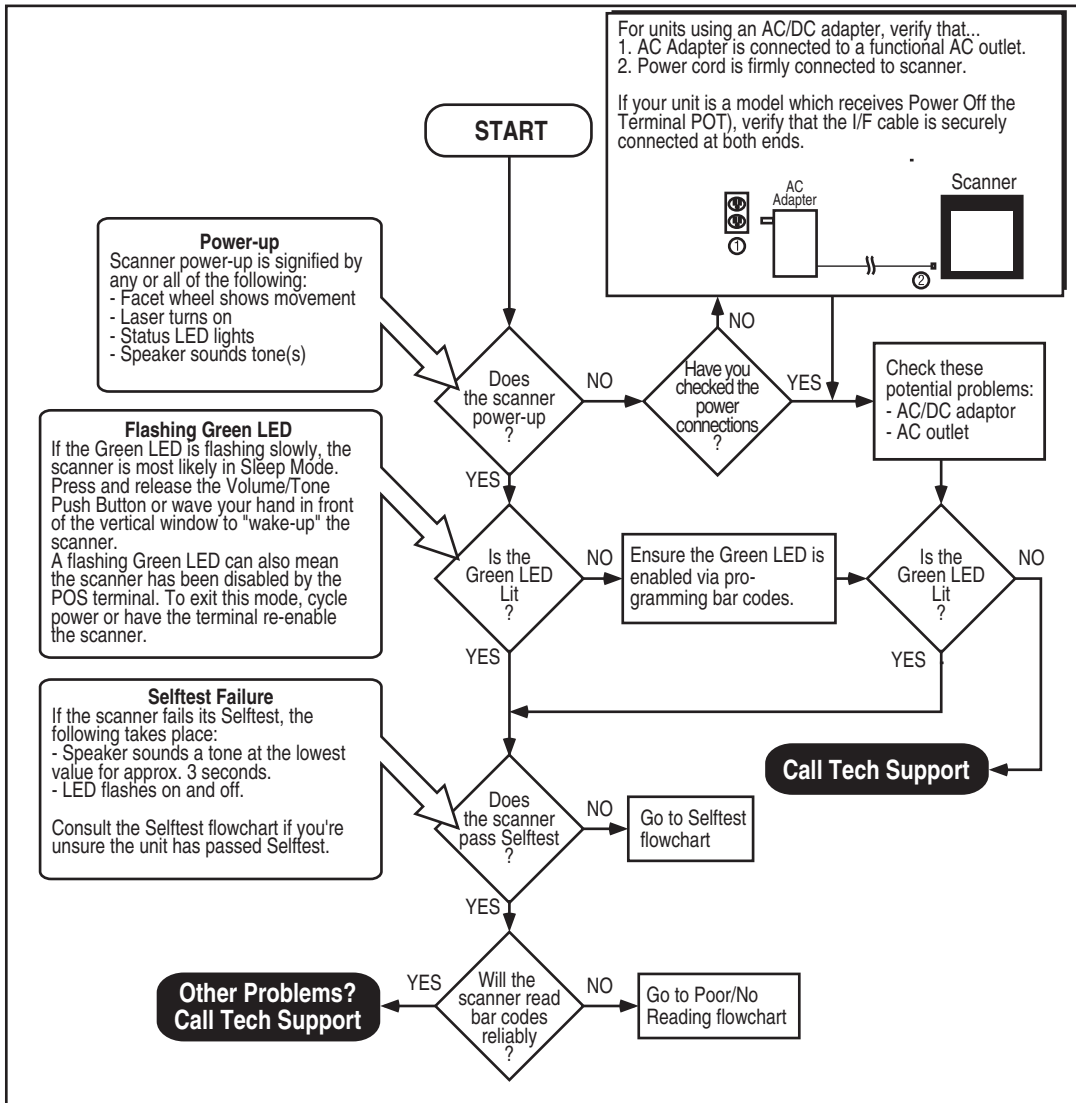 For units using an AC/DC adapter, verify that...
1. AC Adapter is connected to a functional AC outlet.
2. Power cord is firmly connected to scanner.
If your unit is a model which receives Power Off the
Terminal POT), verify that the I/F cable is securely
connected at both ends.
AC
Adapter
Scanner
1
2
START
Power-up
Scanner power-up is signified by
any or all of the following:
- Facet wheel shows movement
- Laser turns on
- Status LED lights
- Speaker sounds tone(s)
Does
the scanner
power-up
?
NO
YES
Have you
checked the
power
connections
?
NO
YES
Check these
potential problems:
- AC/DC adaptor
- AC outlet
Flashing Green LED
If the Green LED is flashing slowly, the
scanner is most likely in Sleep Mode.
Press and release the Volume/Tone
Push Button or wave your hand in front
of the vertical window to "wake-up" the
scanner.
A flashing Green LED can also mean
the scanner has been disabled by the
POS terminal. To exit this mode, cycle
power or have the terminal re-enable
the scanner.
Is the
Green LED
Lit
?
NO
YES
Ensure the Green LED is
enabled via pro-
gramming bar codes.
Is the
Green LED
Lit
?
NO
YES
Call Tech Support
Selftest Failure
If the scanner fails its Selftest, the
following takes place:
- Speaker sounds a tone at the lowest
value for approx. 3 seconds.
- LED flashes on and off.
Consult the Selftest flowchart if you're
unsure the unit has passed Selftest.
Does
the scanner
pass Selftest
?
NO
YES
Go to Selftest
flowchart
Will the
scanner read
bar codes
reliably
?
YES
NO
Other Problems?
Call Tech Support
Go to Poor/No
Reading flowchart